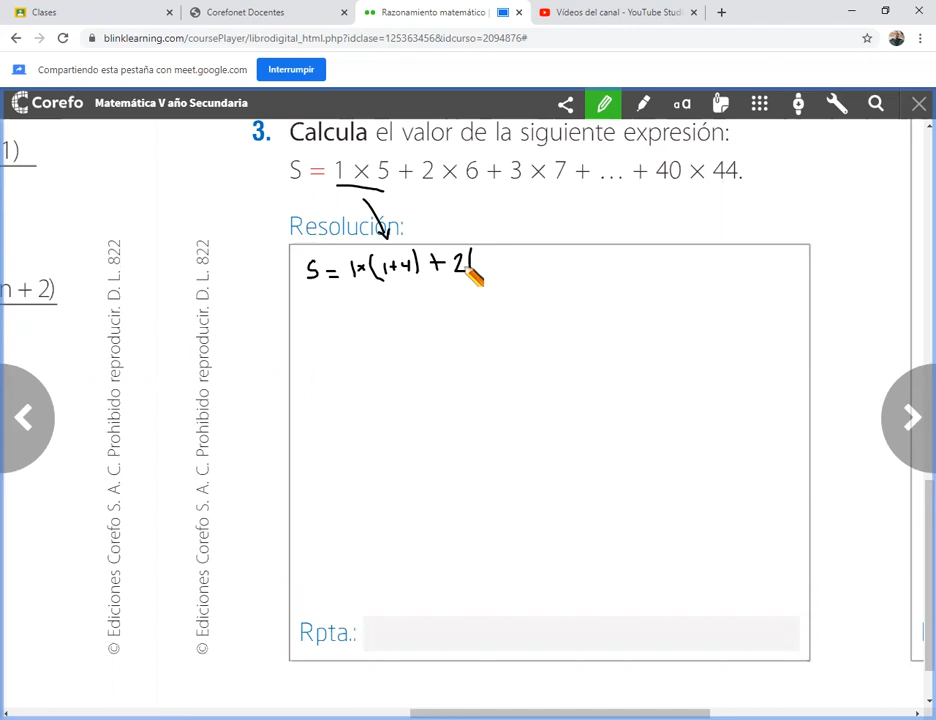 Clases
Corefonet Docentes
Razonamiento matemático
Vídeos del canal - YouTube Studi
blinklearning.com/coursePlayer/librodigital_html.php?idclase=125363456&idcurso=2094876#
Compartiendo esta pestaña con meet.google.com
Interrumpir
Corefo
Matemática V año Secundaria
aA
3. Calcula el valor de la siguiente expresión:
S = 1 × 5 + 2 × 6 + 3 × 7 + ... + 40 × 44.
Resolución:
S = 1×(1+4) + 2(
Rpta.:
1)
n + 2)
© Ediciones Corefo S. A. C. Prohibido reproducir. D. L. 822
© Ediciones Corefo S. A. C. Prohibido reproducir. D. L. 822